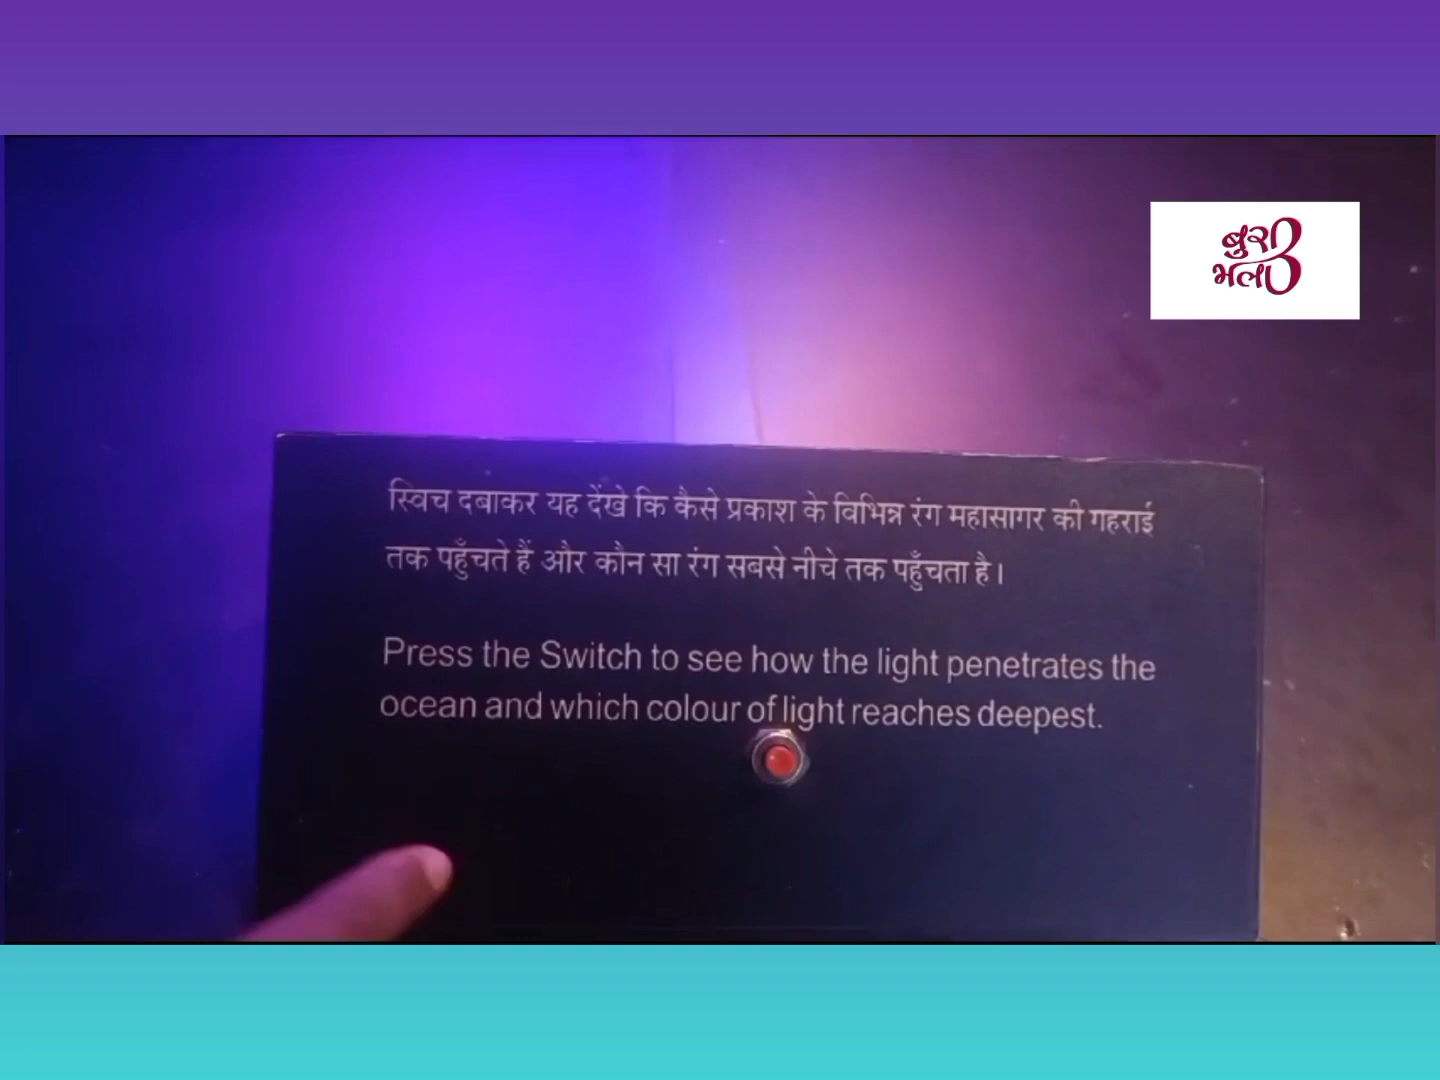 बुरा
भला
स्विच दबाकर यह देंखे कि कैसे प्रकाश के विभिन्न रंग महासागर की गहराई
तक पहुँचते हैं और कौन सा रंग सबसे नीचे तक पहुँचता है।
Press the Switch to see how the light penetrates the
ocean and which colour of light reaches deepest.